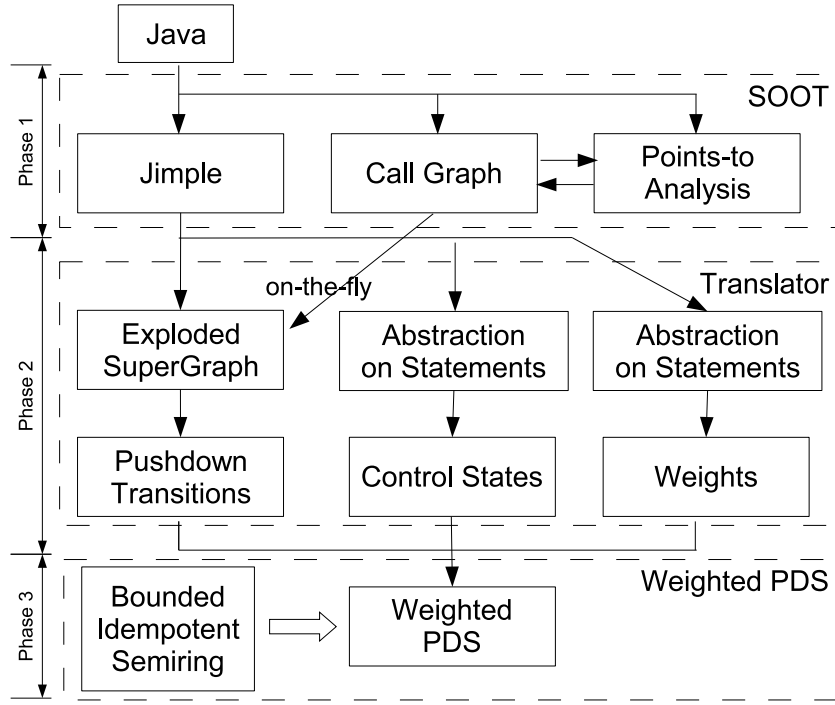 Java
SOOT
Phase 1
Jimple
Call Graph
Points-to
Analysis
Phase 2
Translator
on-the-fly
Exploded
SuperGraph
Abstraction
on Statements
Abstraction
on Statements
Pushdown
Transitions
Control States
Weights
Phase 3
Weighted PDS
Bounded
Idempotent
Semiring
Weighted
PDS